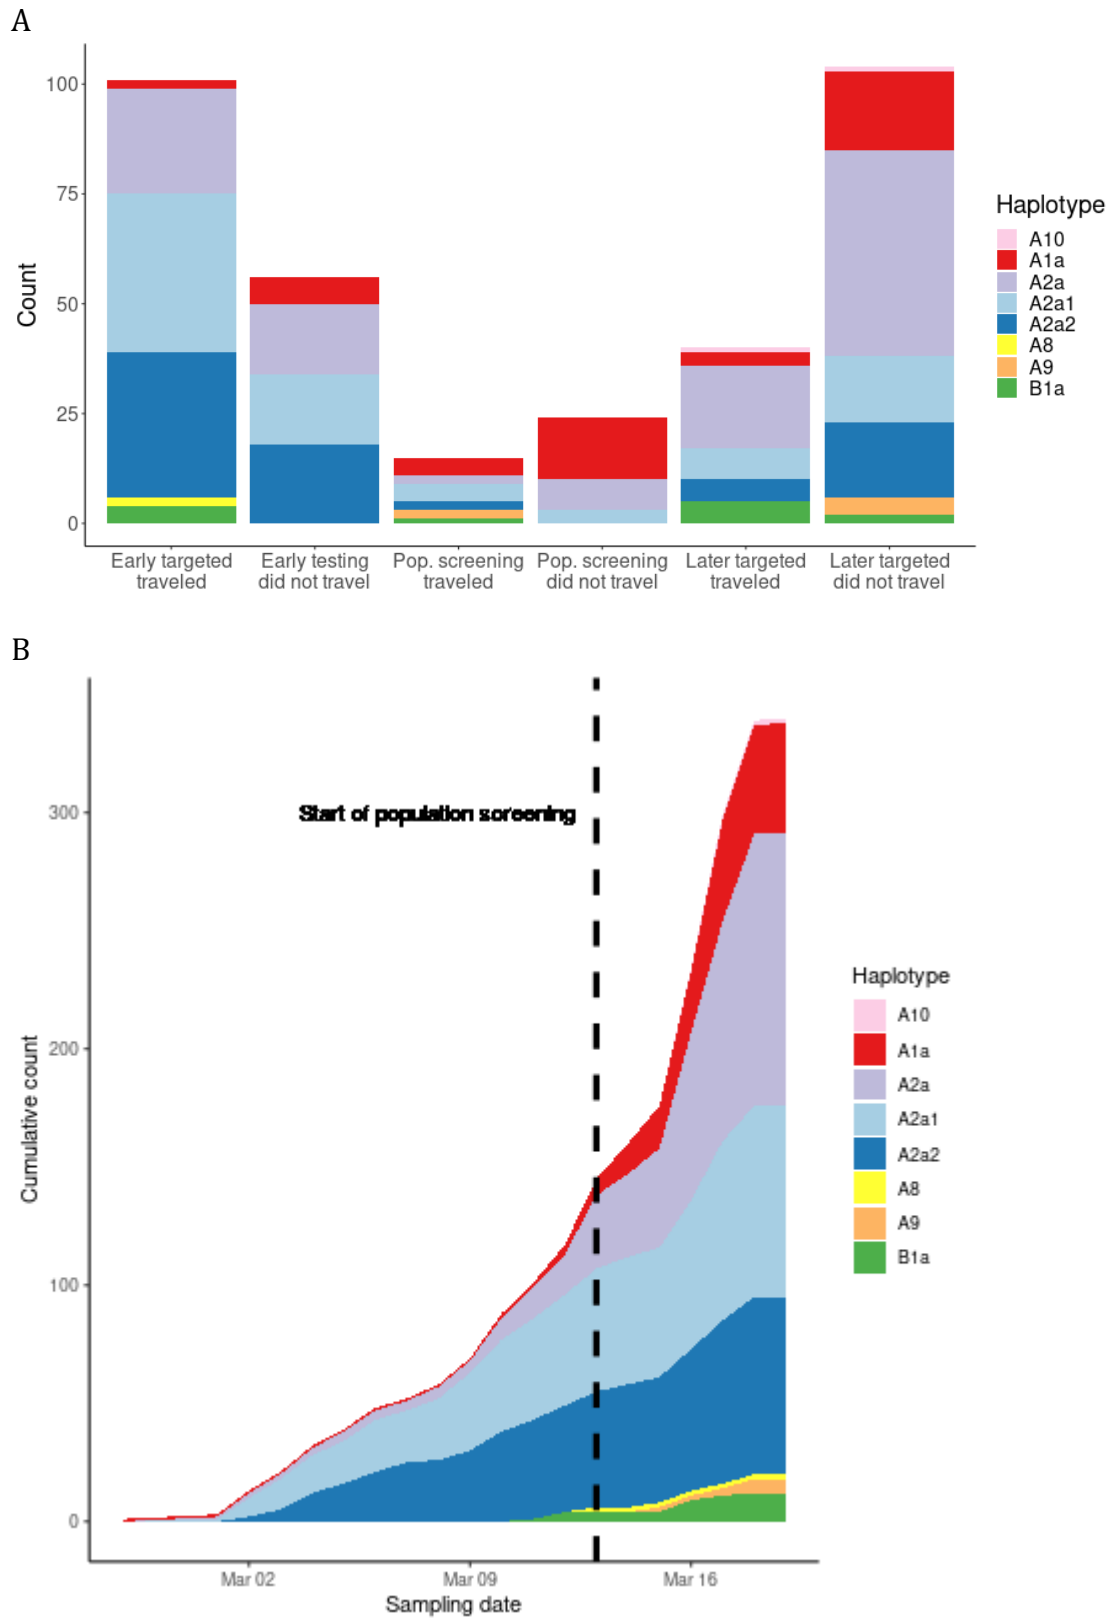 A
Count
100
75
50
25
0
Early targeted
traveled
Early testing
did not travel
Pop. screening
traveled
Pop. screening
did not travel
Later targeted
traveled
Later targeted
did not travel
Haplotype
A10
A1a
A2a
A2a1
A2a2
A8
A9
B1a
B
Cumulative count
300
200
100
0
Start of population screening
Mar 02
Mar 09
Mar 16
Sampling date
Haplotype
A10
A1a
A2a
A2a1
A2a2
A8
A9
B1a